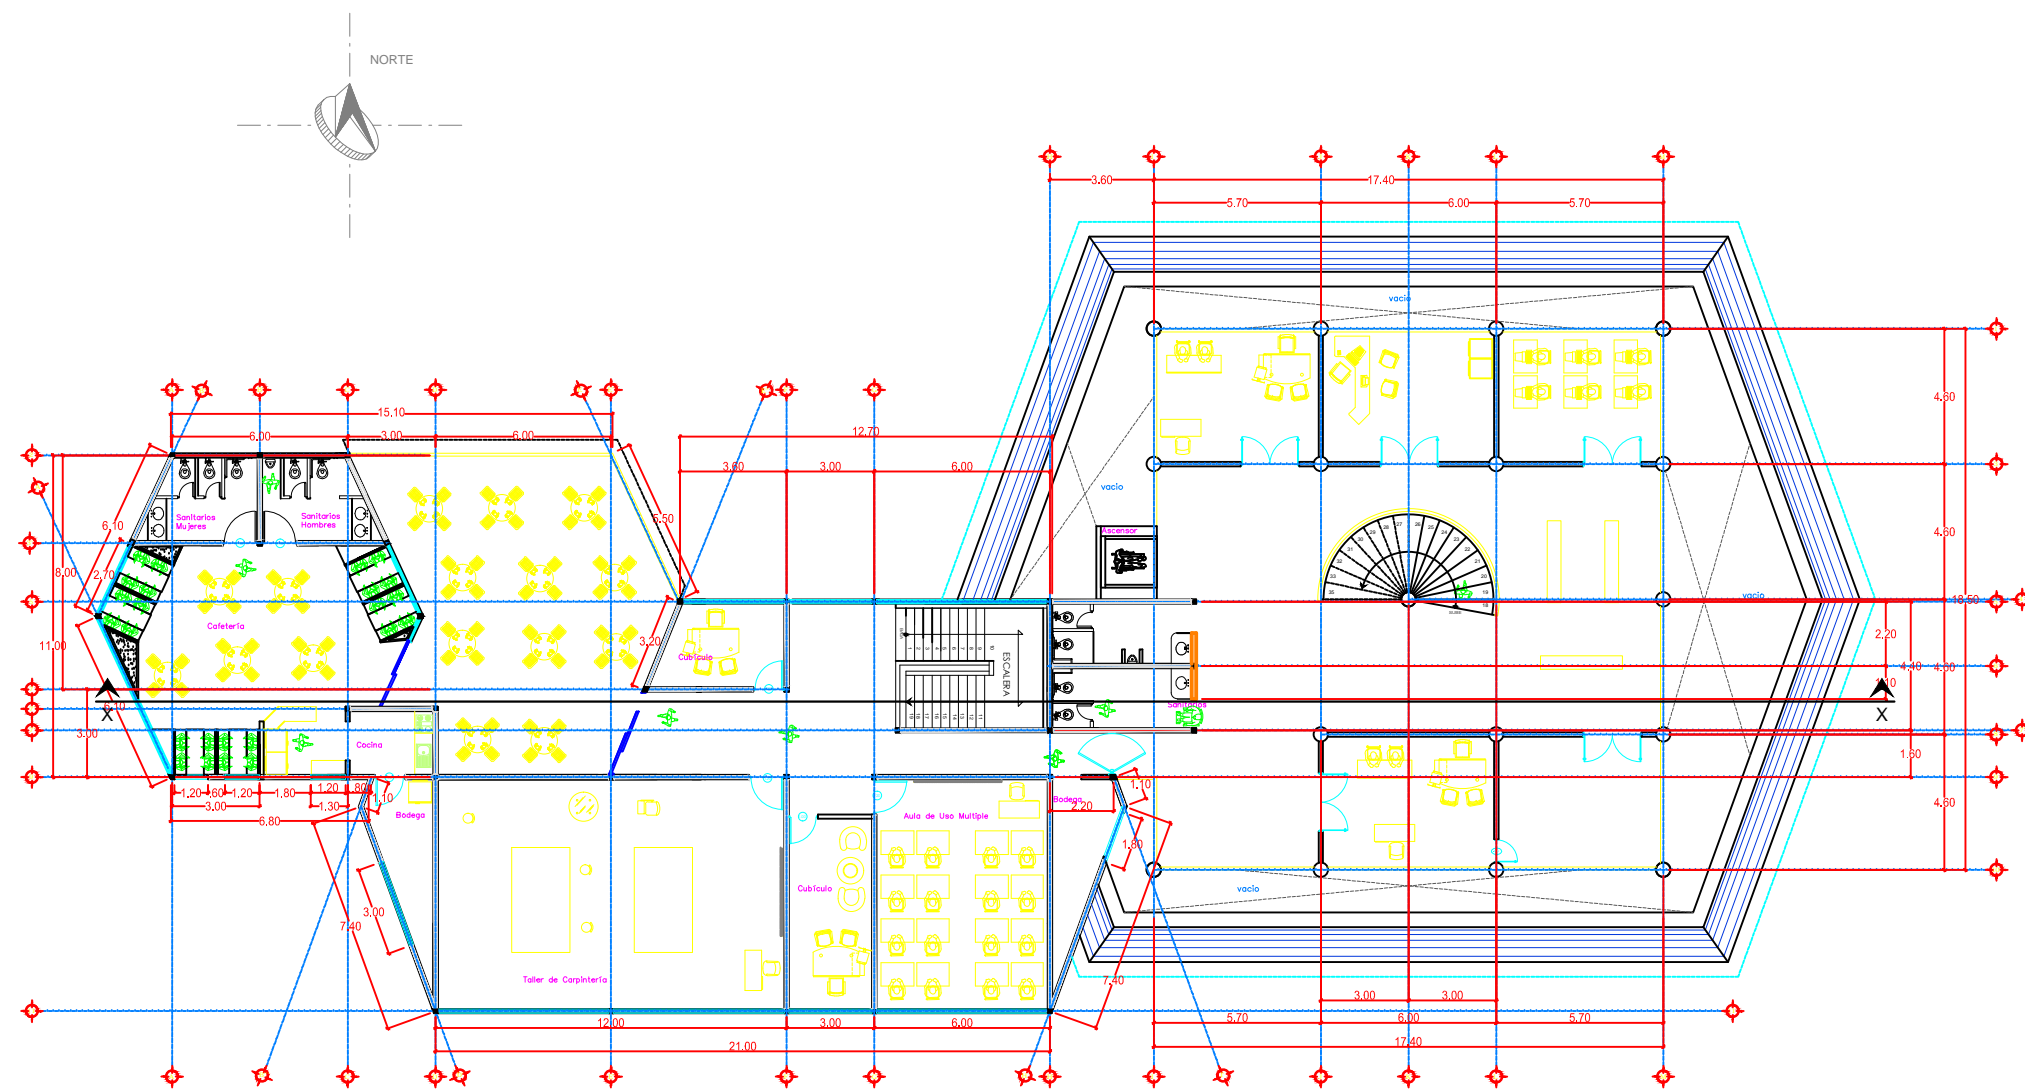 NORTE
3.60
17.40
5.70
6.00
5.70
vacio
15.10
6.00
3.00
6.00
12.70
3.60
3.00
6.00
4.60
vacio
Sanitarios
Mujeres
Sanitarios
Hombres
6.10
5.50
Ascensor
4.60
8.00
2.70
vacio
18.50
Cafetería
11.00
3.20
Cubículo
ESCALERA
2.20
4.10
4.60
1.10
Sanitarios
6.10
X
X
3.00
Cocina
1.60
1.20
.60
1.20
1.80
1.20
.80
1.10
3.00
1.30
6.80
Bodega
Bodega
1.10
2.20
4.60
Aula de Uso Multiple
1.80
Cubículo
vacio
3.00
7.40
Taller de Carpintería
7.40
3.00
3.00
12.00
3.00
6.00
5.70
6.00
5.70
21.00
17.40